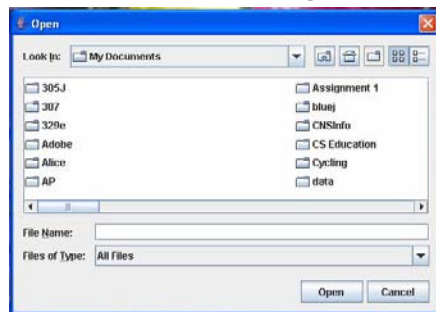 Open
Look In: My Documents
305J Assignment 1
307 bluej
329e CNSInfo
Adobe CS Education
Alice Cycling
AP data
File Name:
Files of Type: All Files
Open Cancel